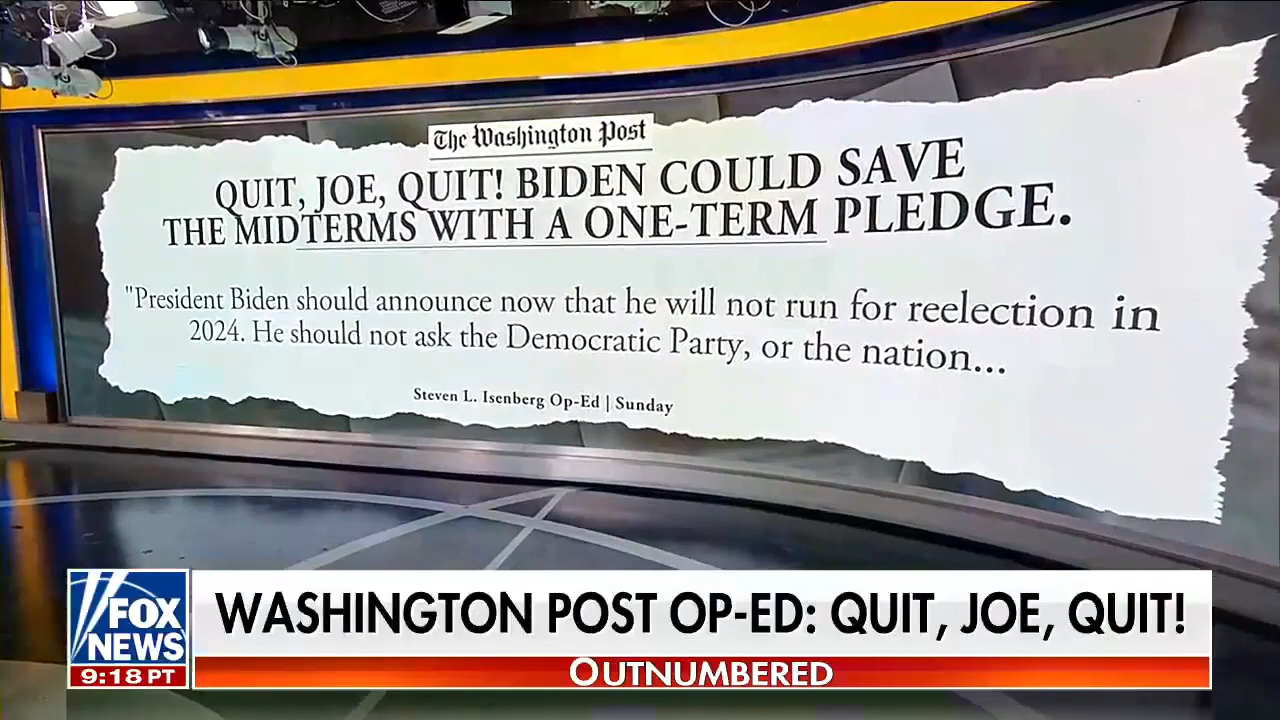 The Washington Post
QUIT, JOE, QUIT! BIDEN COULD SAVE
THE MIDTERMS WITH A ONE-TERM PLEDGE.
"President Biden should announce now that he will not run for reelection in
2024. He should not ask the Democratic Party, or the nation...
Steven L. Isenberg Op-Ed | Sunday
FOX
NEWS
9:18 PT
WASHINGTON POST OP-ED: QUIT, JOE, QUIT!
OUTNUMBERED